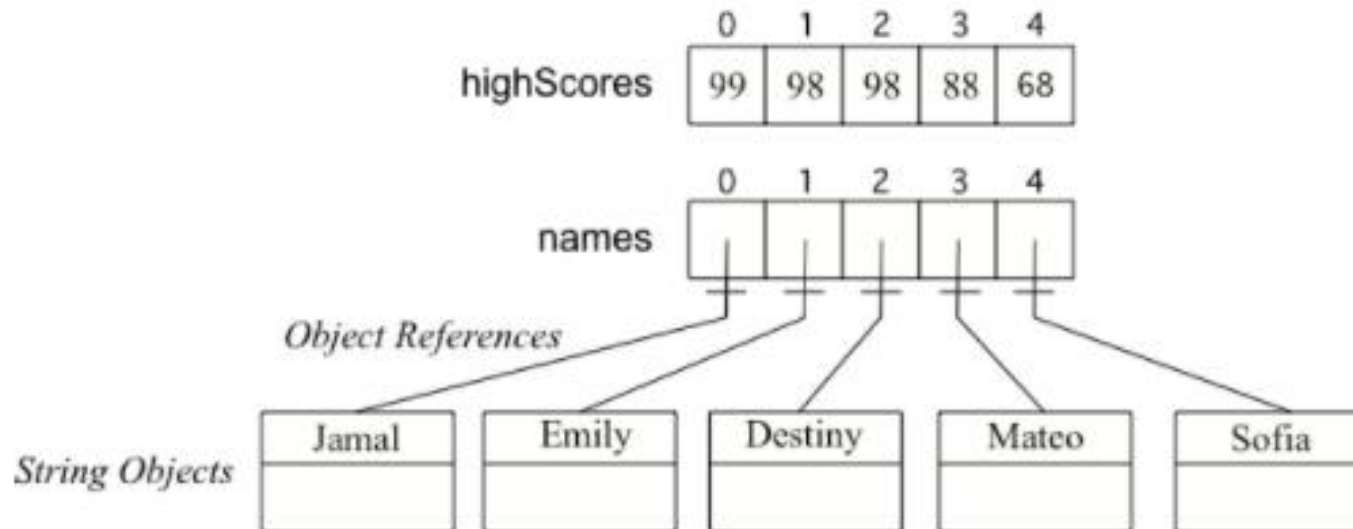 0 1 2 3 4
highScores 99 98 98 88 68
0 1 2 3 4
names
Object References
Jamal Emily Destiny Mateo Sofia
String Objects